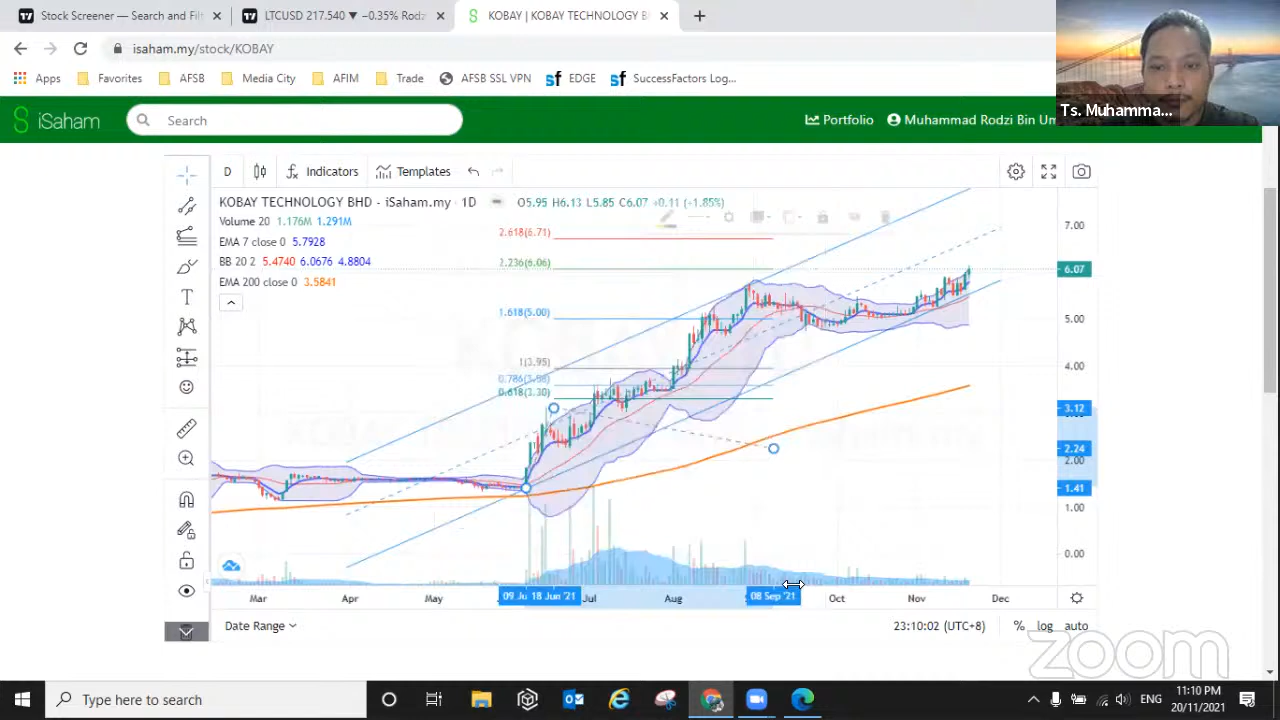 Stock Screener — Search and Filt
LTCUSD 217.540 ▼ −0.35% Rodz
KOBAY | KOBAY TECHNOLOGY B
isaham.my/stock/KOBAY
Apps
Favorites
AFSB
Media City
AFIM
Trade
AFSB SSL VPN
EDGE
SuccessFactors Log...
Ts. Muhamma...
iSaham
Search
Portfolio
Muhammad Rodzi Bin Um
D
Indicators
Templates
KOBAY TECHNOLOGY BHD - iSaham.my · 1D
O5.95 H6.13 L5.85 C6.07 +0.11 (-1.85%)
Volume 20 1.176M 1.291M
EMA 7 close 0 5.7928
BB 20 2 5.4740 6.0676 4.8804
EMA 200 close 0 3.5841
2.618(6.71)
2.236(6.06)
1.618(5.00)
1(3.95)
0.618(3.30)
7.00
6.07
5.00
4.00
3.12
2.24
2.00
1.41
1.00
0.00
Mar
Apr
May
09 Ju
18 Jun '21
Jul
Aug
08 Sep '21
Oct
Nov
Dec
Date Range
23:10:02 (UTC+8)
%
log
auto
zoom
Type here to search
ENG
11:10 PM
20/11/2021